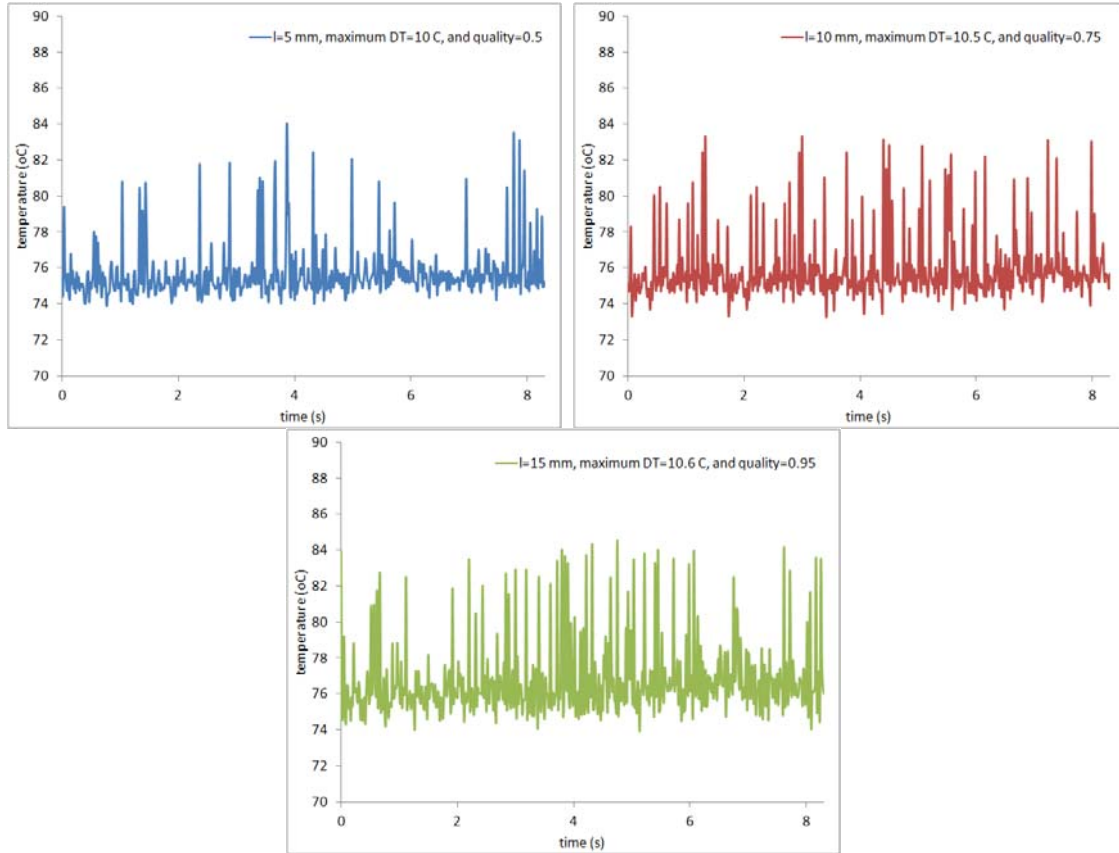 90
88
86
84
82
80
78
76
74
72
70
temperature (oC)
l=5 mm, maximum DT=10 C, and quality=0.5
0 2 4 6 8
time (s)
90
88
86
84
82
80
78
76
74
72
70
temperature (oC)
l=10 mm, maximum DT=10.5 C, and quality=0.75
0 2 4 6 8
time (s)
90
88
86
84
82
80
78
76
74
72
70
temperature (oC)
l=15 mm, maximum DT=10.6 C, and quality=0.95
0 2 4 6 8
time (s)